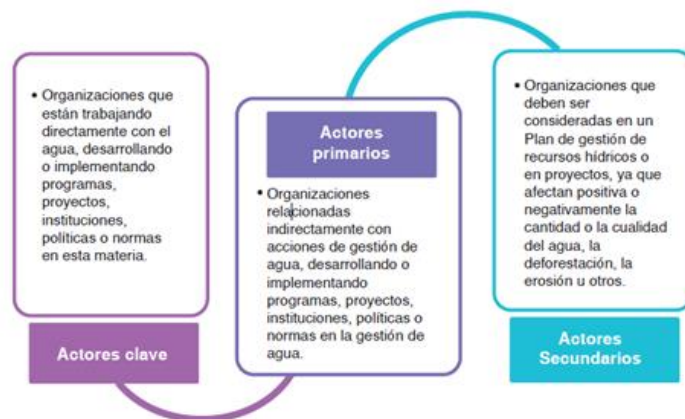 • Organizaciones que
están trabajando
directamente con el
agua, desarrollando
o implementando
programas,
proyectos,
instituciones,
políticas o normas
en esta materia.
Actores clave
Actores
primarios
• Organizaciones
relacionadas
indirectamente con
acciones de gestión de
agua, desarrollando o
implementando
programas, proyectos,
instituciones, políticas o
normas en la gestión de
agua.
• Organizaciones que
deben ser
consideradas en un
Plan de gestión de
recursos hídricos o
en proyectos, ya que
afectan positiva o
negativamente la
cantidad o la cualidad
del agua, la
deforestación, la
erosión u otros.
Actores
Secundarios